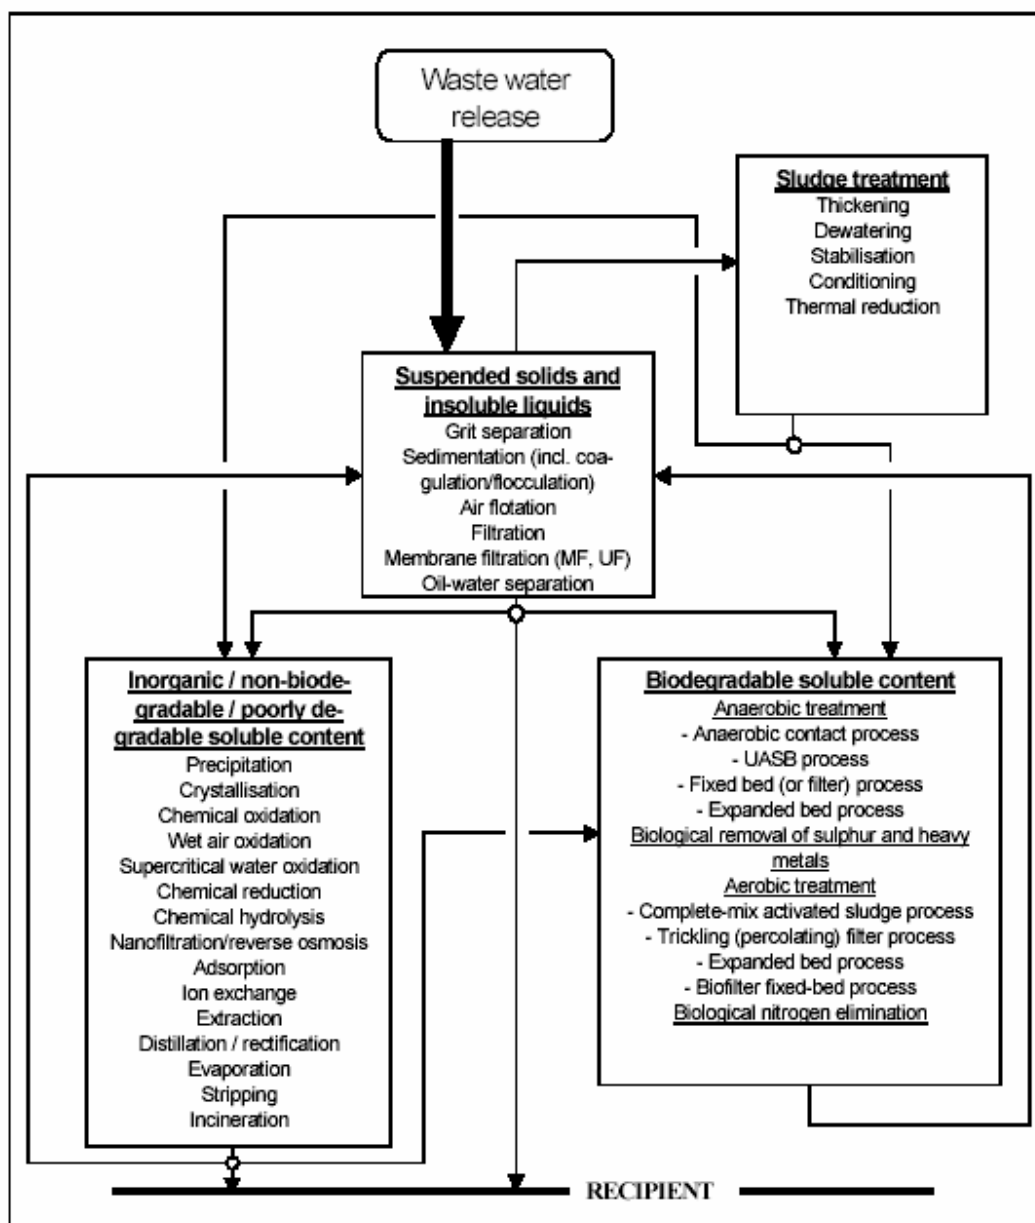 Waste water
release
Sludge treatment
Thickening
Dewatering
Stabilisation
Conditioning
Thermal reduction
Suspended solids and
insoluble liquids
Grit separation
Sedimentation (incl. coa-
gulation/flocculation)
Air flotation
Filtration
Membrane filtration (MF, UF)
Oil-water separation
Inorganic / non-biode-
gradable / poorly de-
gradable soluble content
Precipitation
Crystallisation
Chemical oxidation
Wet air oxidation
Supercritical water oxidation
Chemical reduction
Chemical hydrolysis
Nanofiltration/reverse osmosis
Adsorption
Ion exchange
Extraction
Distillation / rectification
Evaporation
Stripping
Incineration
Biodegradable soluble content
Anaerobic treatment
- Anaerobic contact process
- UASB process
- Fixed bed (or filter) process
- Expanded bed process
Biological removal of sulphur and heavy
metals
Aerobic treatment
- Complete-mix activated sludge process
- Trickling (percolating) filter process
- Expanded bed process
- Biofilter fixed-bed process
Biological nitrogen elimination
RECIPIENT